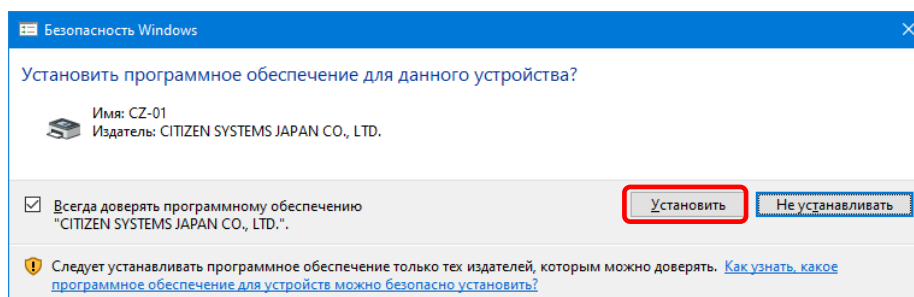 Безопасность Windows
Установить программное обеспечение для данного устройства?
Имя: CZ-01
Издатель: CITIZEN SYSTEMS JAPAN CO., LTD.
Всегда доверять программному обеспечению
"CITIZEN SYSTEMS JAPAN CO., LTD.".
Установить
Не устанавливать
Следует устанавливать программное обеспечение только тех издателей, которым можно доверять. Как узнать, какое
программное обеспечение для устройств можно безопасно установить?